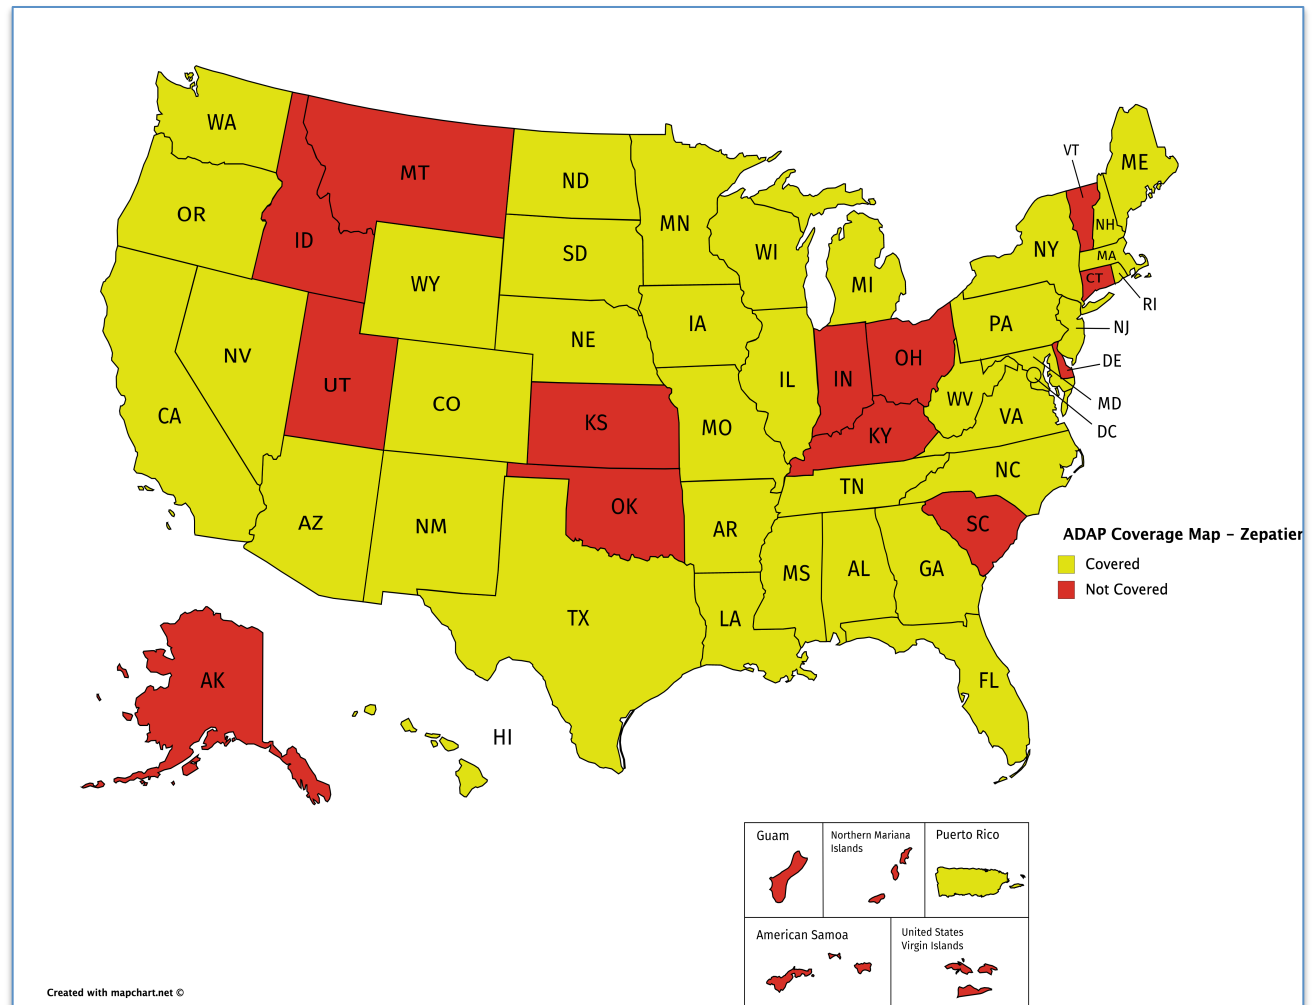 WA
MT
ND
MN
VT
ME
OR
ID
SD
WI
MI
NY
NH
MA
CT
RI
WY
NE
IA
PA
NJ
NV
UT
CO
KS
MO
IL
IN
OH
WV
VA
DE
MD
DC
CA
KY
NC
AZ
NM
OK
AR
TN
SC
TX
LA
MS
AL
GA
FL
AK
HI
ADAP Coverage Map – Zepatier
Covered
Not Covered
Guam
Northern Mariana
Islands
Puerto Rico
American Samoa
United States
Virgin Islands
Created with mapchart.net ©